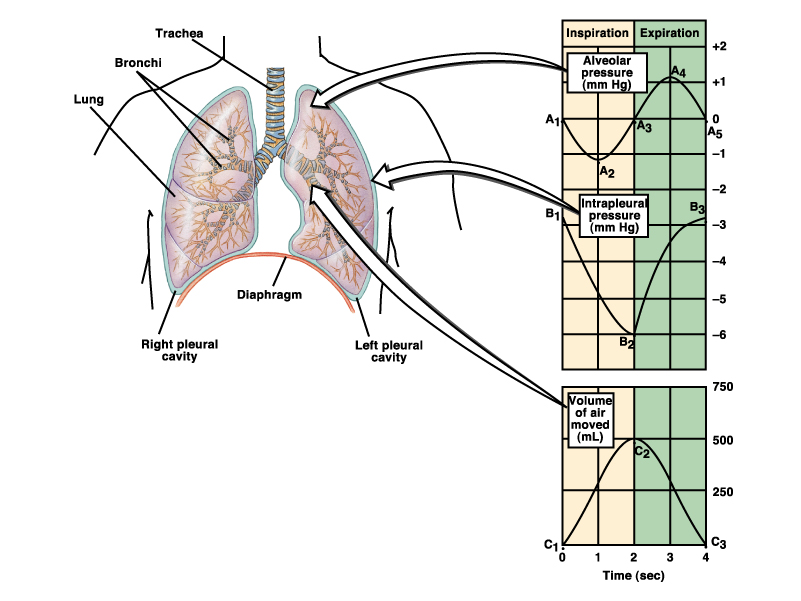 Trachea
Bronchi
Lung
Diaphragm
Right pleural
cavity
Left pleural
cavity
Inspiration Expiration
Alveolar
pressure
(mm Hg)
+2
+1
0
–1
–2
–3
–4
–5
–6
A1
A2
A3
A4
A5
Intrapleural
pressure
(mm Hg)
B1
B2
B3
Volume
of air
moved
(mL)
750
500
250
C1
C2
C3
0 1 2 3 4
Time (sec)